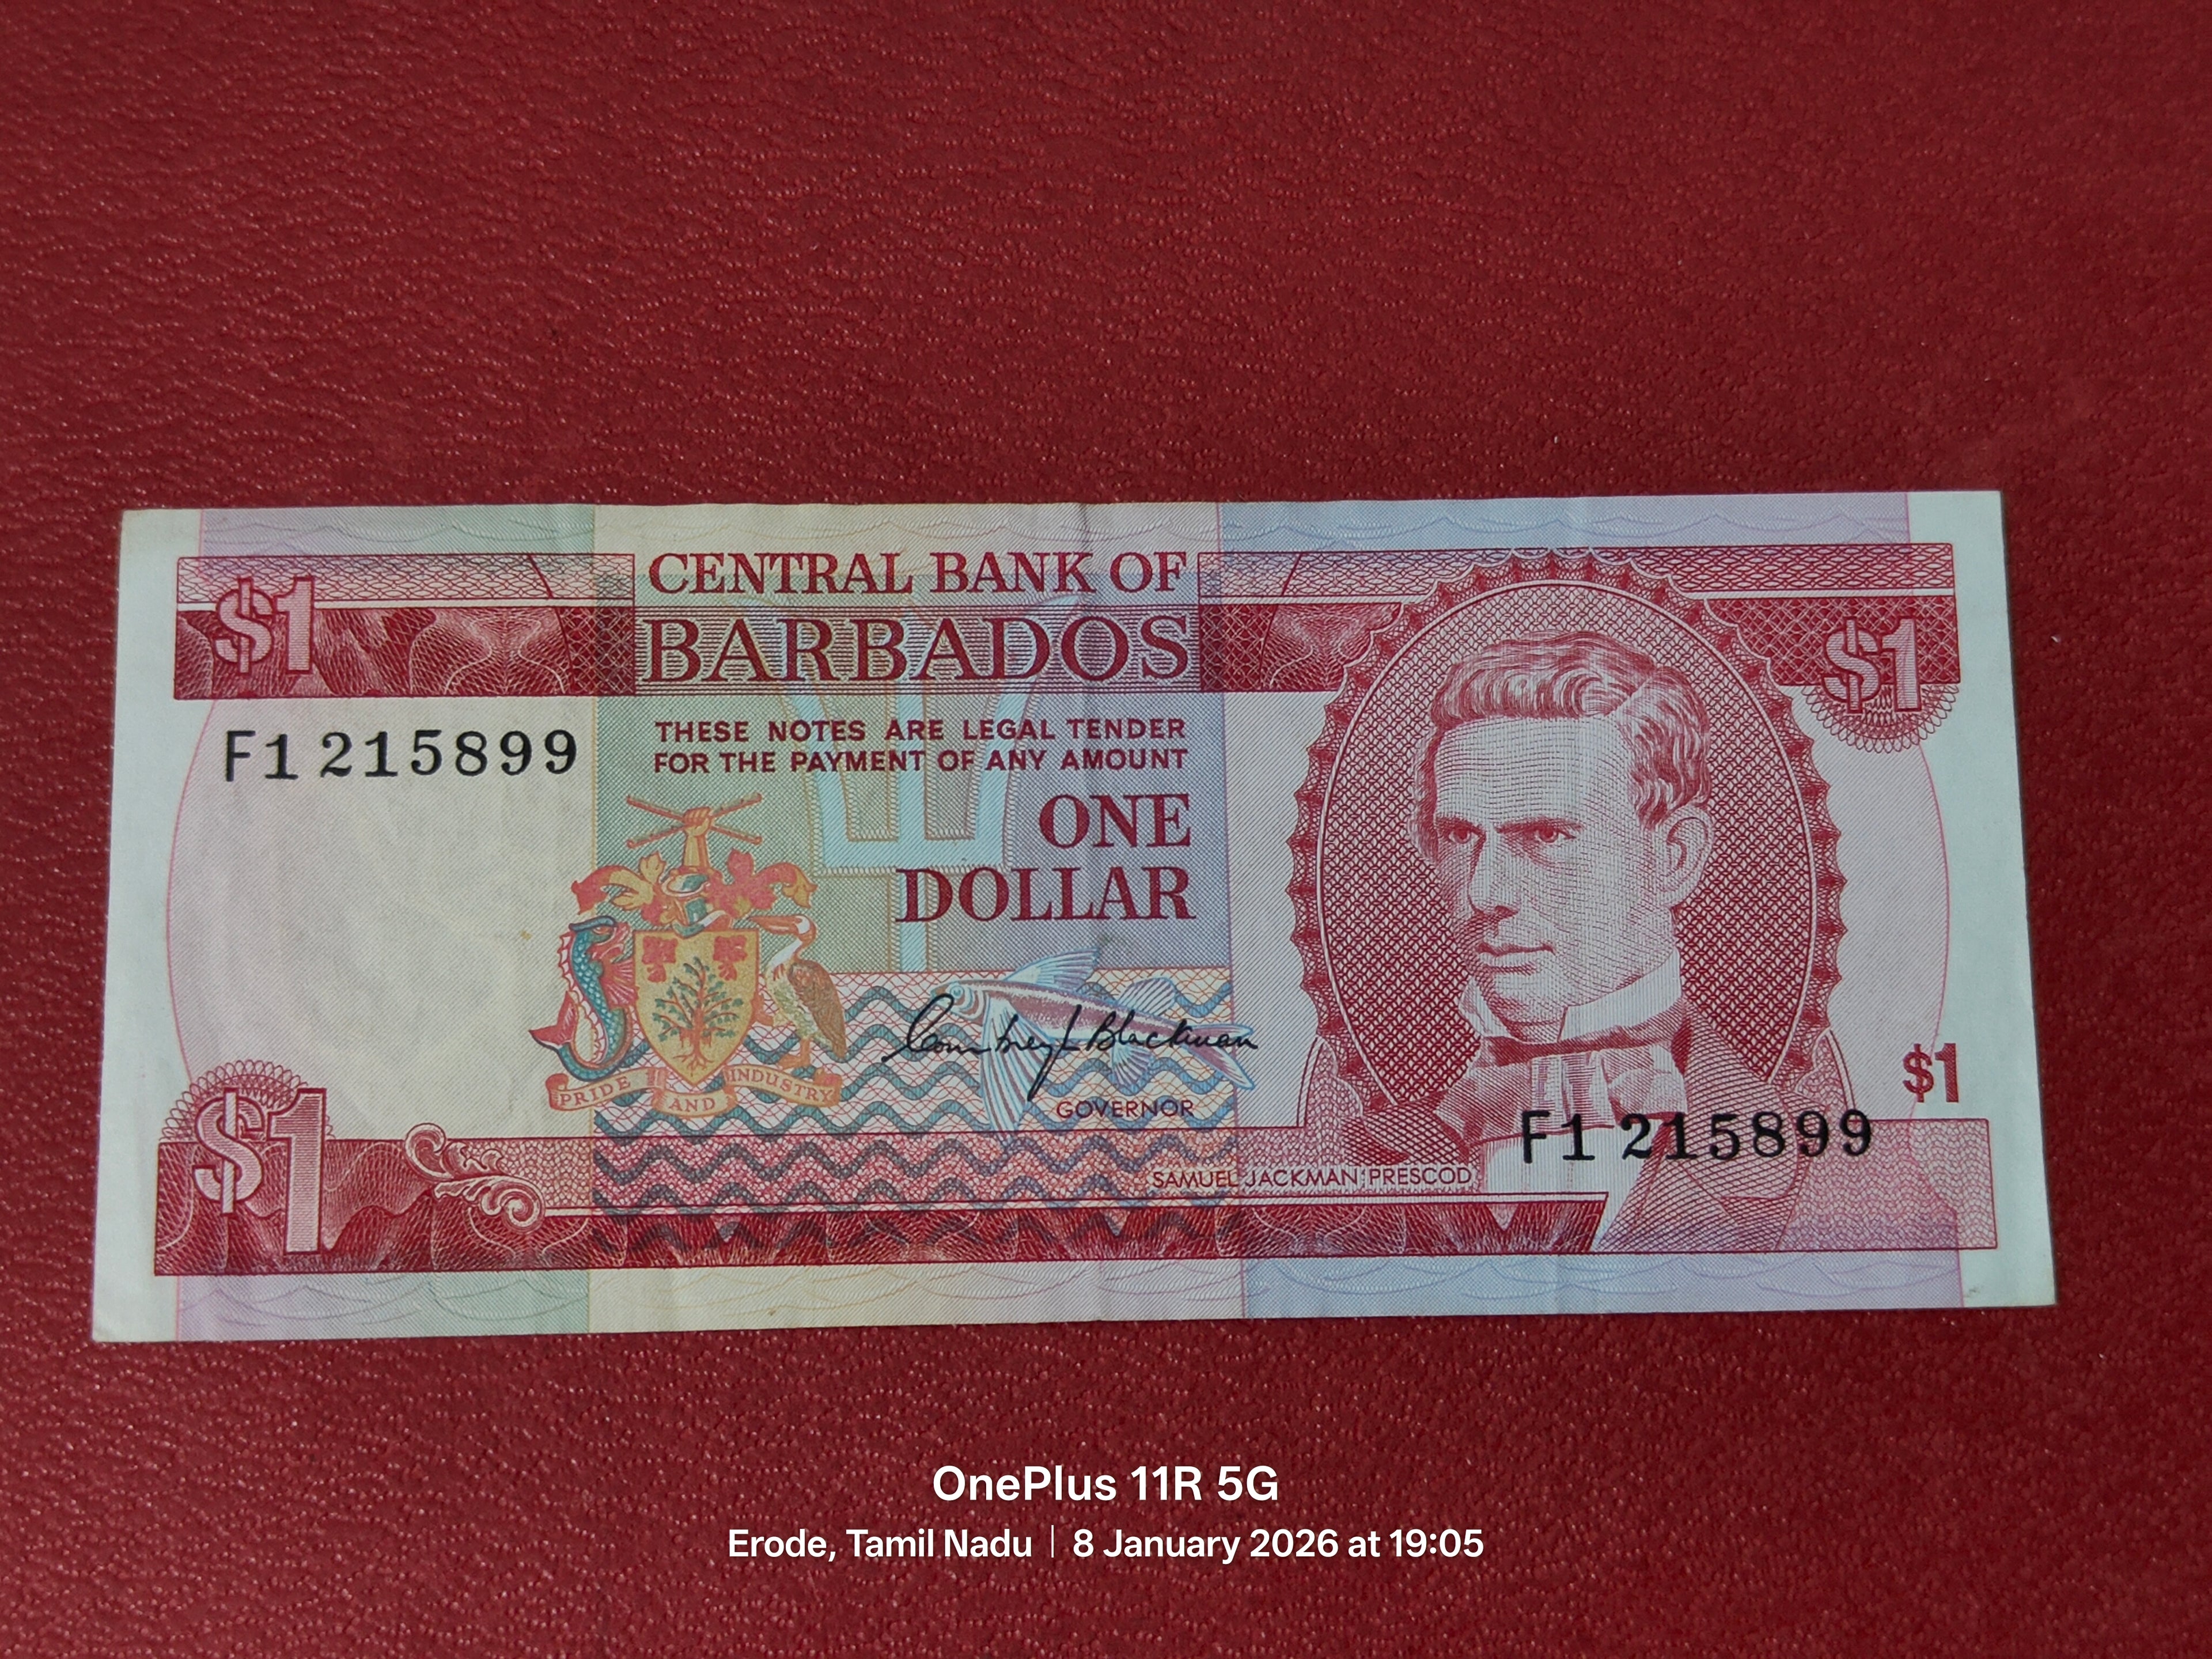 CENTRAL BANK OF
BARBADOS
$1
$1
F1 215899
THESE NOTES ARE LEGAL TENDER
FOR THE PAYMENT OF ANY AMOUNT
ONE
DOLLAR
Courtney N Blackman
GOVERNOR
PRIDE AND INDUSTRY
$1
$1
F1 215899
SAMUEL JACKMAN PRESCOD
OnePlus 11R 5G
Erode, Tamil Nadu | 8 January 2026 at 19:05